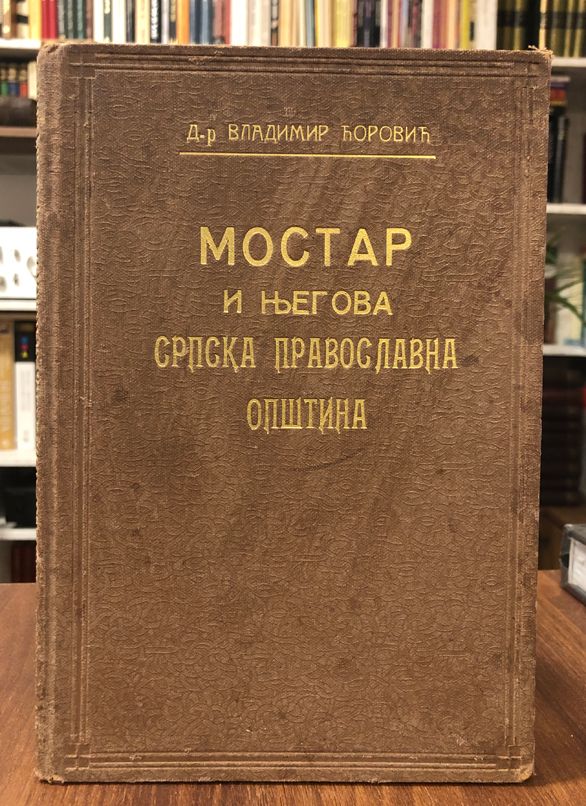 Д-р ВЛАДИМИР ЋОРОВИЋ
МОСТАР
И ЊЕГОВА
СРПСКА ПРАВОСЛАВНА
ОПШТИНА